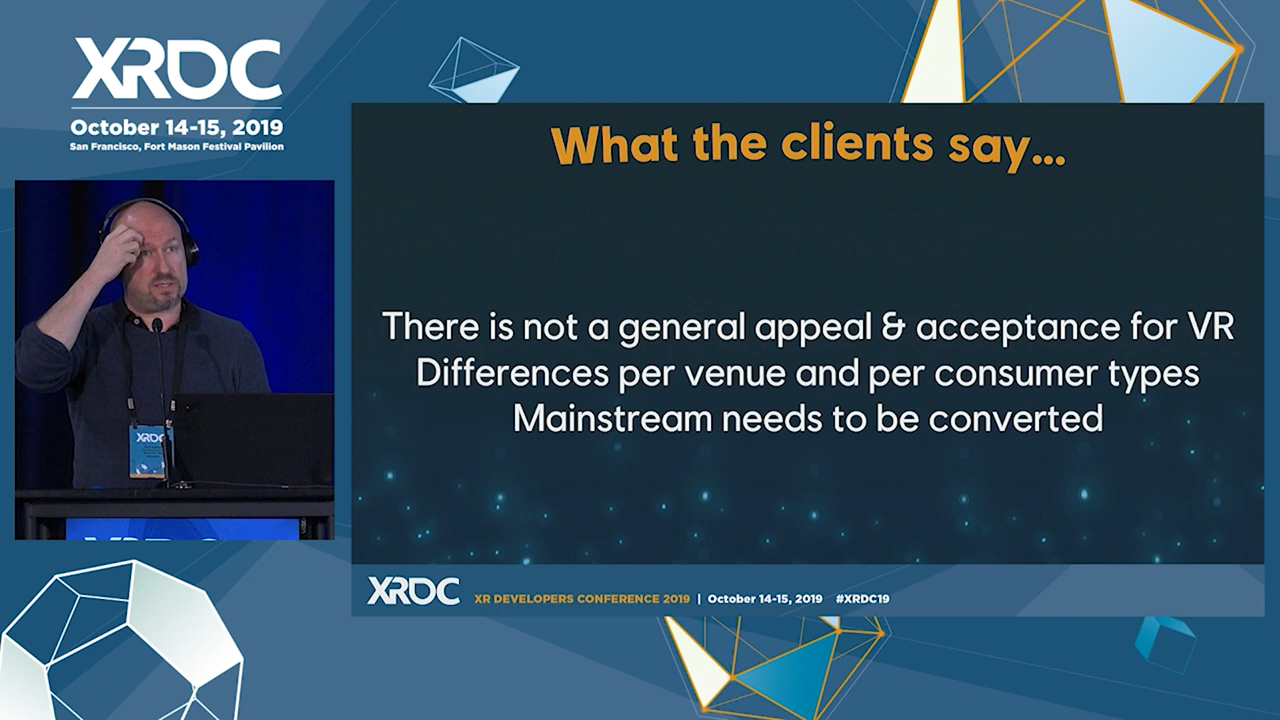 XRDC
October 14-15, 2019
San Francisco, Fort Mason Festival Pavilion
What the clients say...
There is not a general appeal & acceptance for VR
Differences per venue and per consumer types
Mainstream needs to be converted
XRDC
XRDC
XR DEVELOPERS CONFERENCE 2019 | October 14-15, 2019 #XRDC19